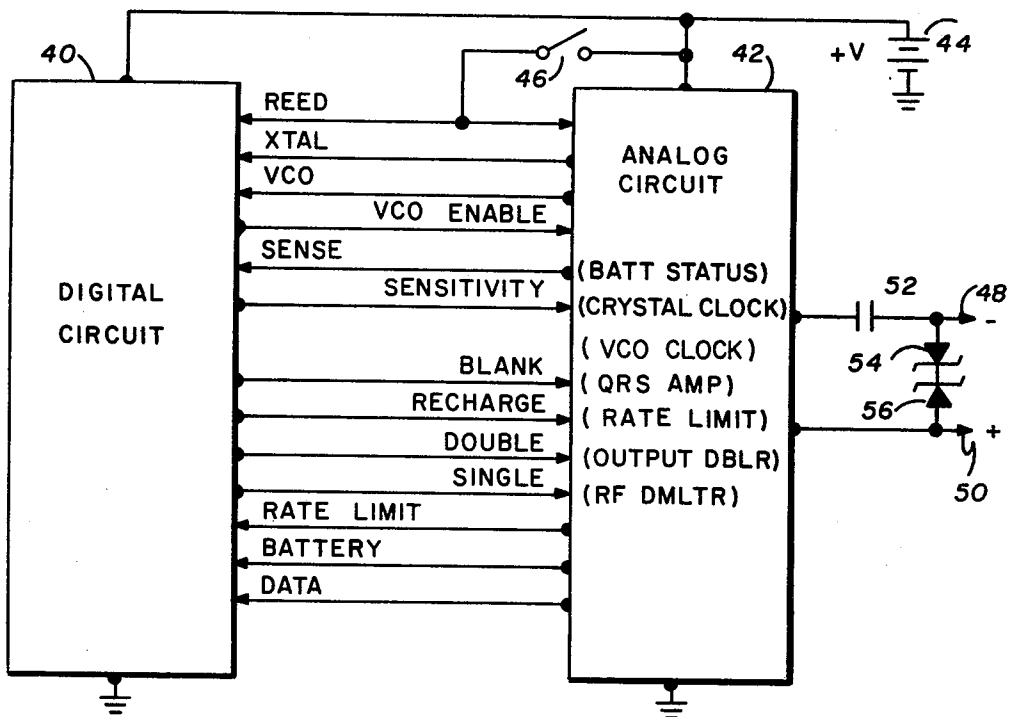 40
46
42
+V
44
REED
XTAL
VCO
VCO ENABLE
SENSE
SENSITIVITY
BLANK
RECHARGE
DOUBLE
SINGLE
RATE LIMIT
BATTERY
DATA
DIGITAL
CIRCUIT
ANALOG
CIRCUIT
(BATT STATUS)
(CRYSTAL CLOCK)
(VCO CLOCK)
(QRS AMP)
(RATE LIMIT)
(OUTPUT DBLR)
(RF DMLTR)
52
48
-
54
56
+
50